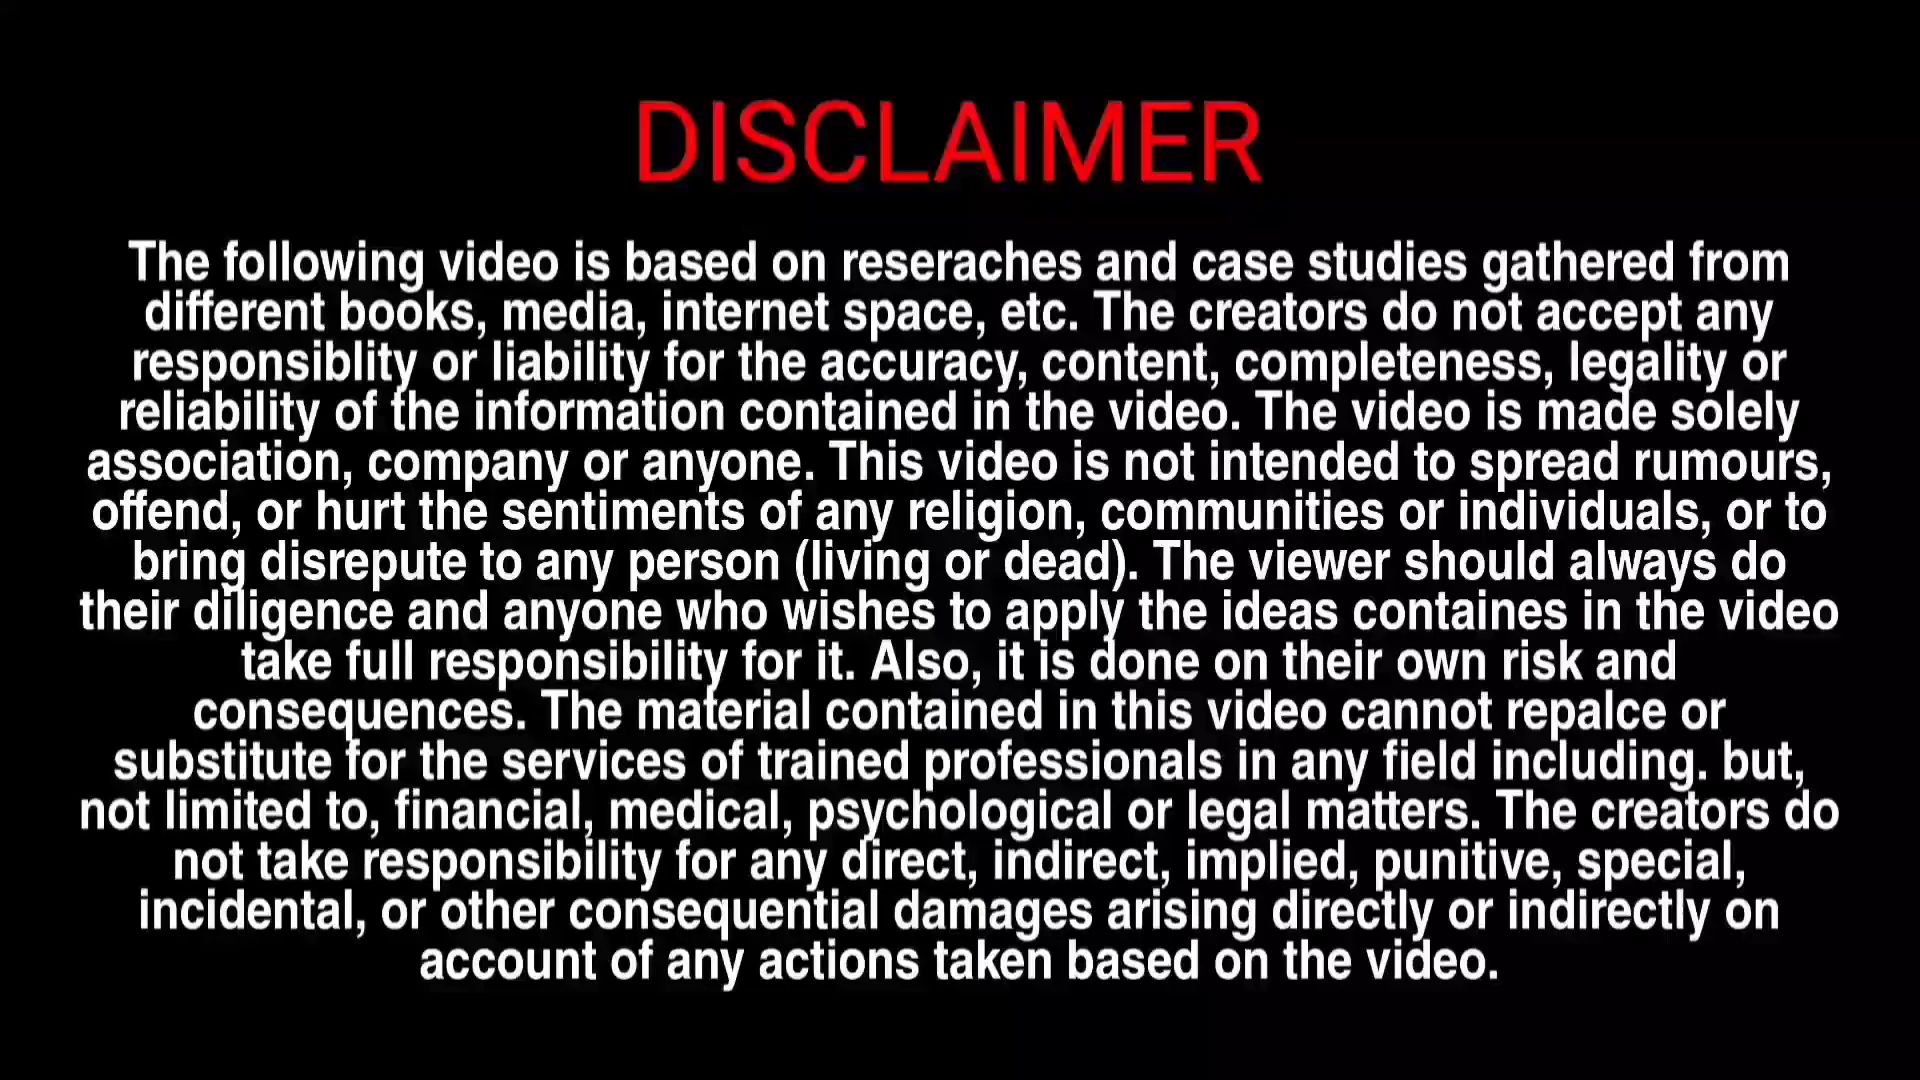 DISCLAIMER
The following video is based on reseraches and case studies gathered from
different books, media, internet space, etc. The creators do not accept any
responsiblity or liability for the accuracy, content, completeness, legality or
reliability of the information contained in the video. The video is made solely
association, company or anyone. This video is not intended to spread rumours,
offend, or hurt the sentiments of any religion, communities or individuals, or to
bring disrepute to any person (living or dead). The viewer should always do
their diligence and anyone who wishes to apply the ideas containes in the video
take full responsibility for it. Also, it is done on their own risk and
consequences. The material contained in this video cannot repalce or
substitute for the services of trained professionals in any field including. but,
not limited to, financial, medical, psychological or legal matters. The creators do
not take responsibility for any direct, indirect, implied, punitive, special,
incidental, or other consequential damages arising directly or indirectly on
account of any actions taken based on the video.